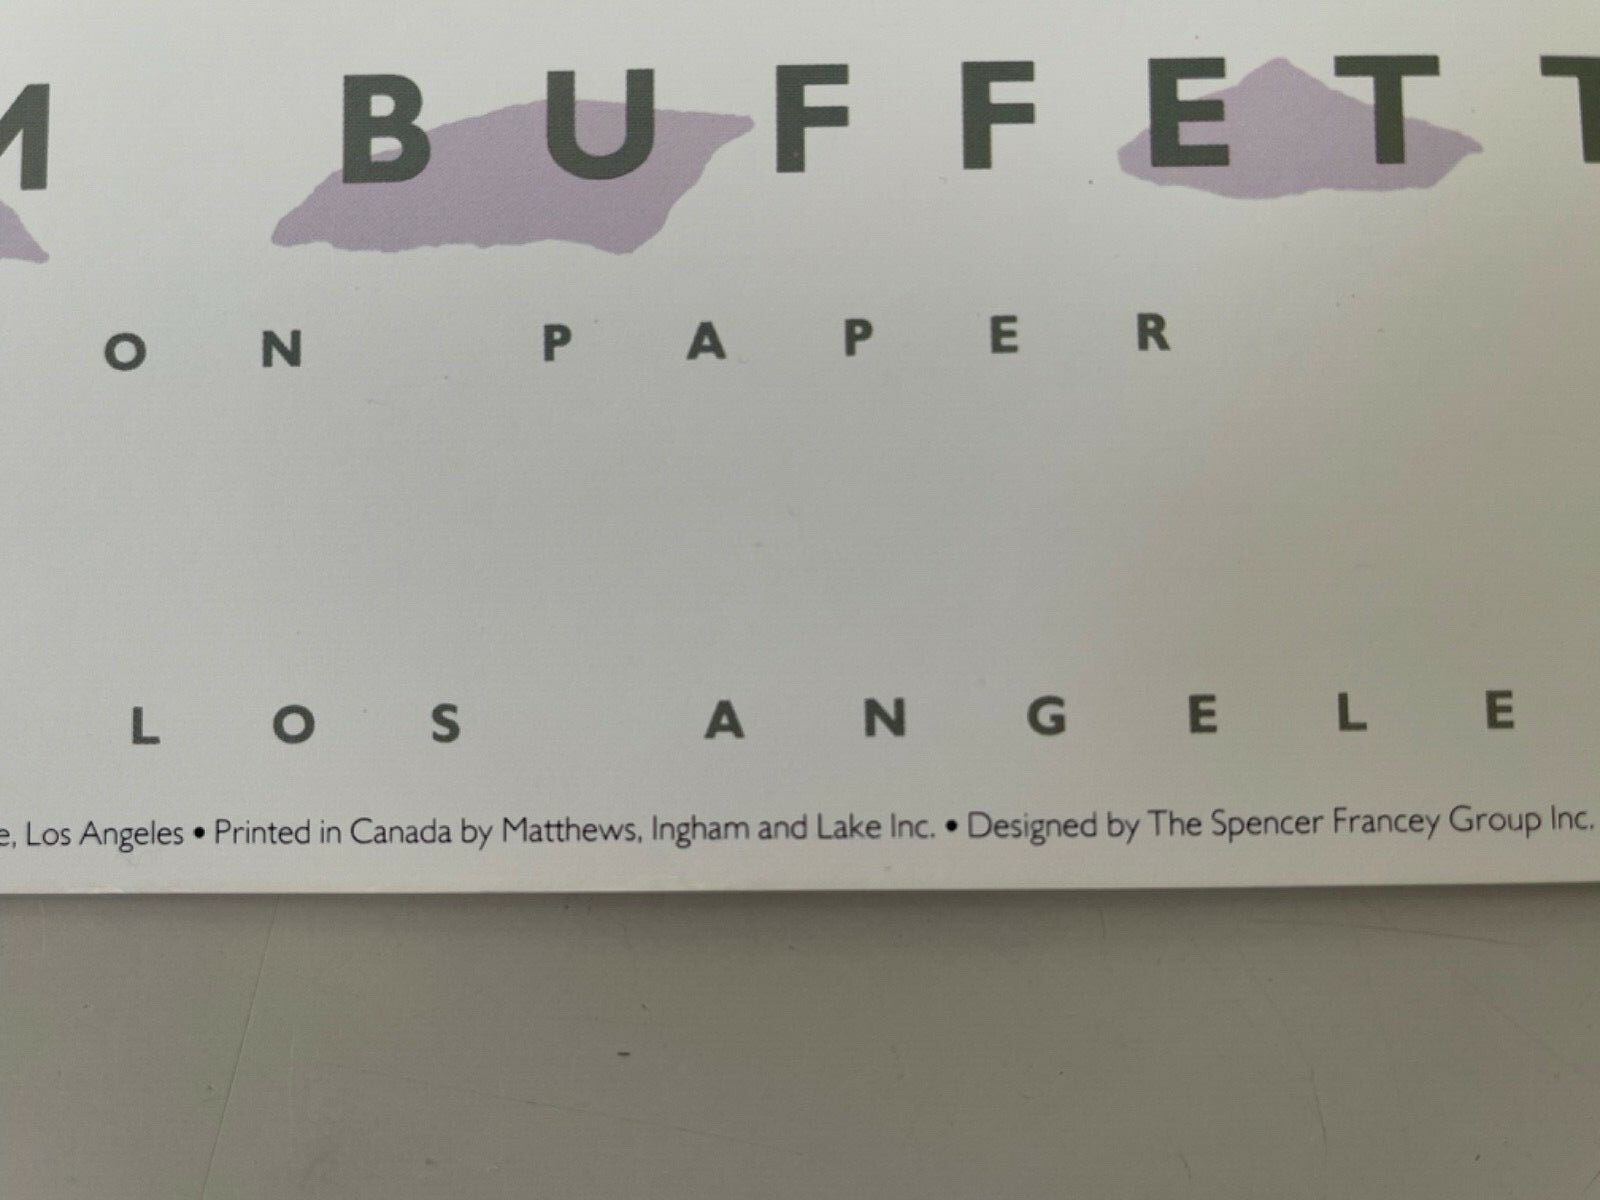 M BUFFETT
ON PAPER
LOS ANGELE
e, Los Angeles • Printed in Canada by Matthews, Ingham and Lake Inc. • Designed by The Spencer Francey Group Inc.